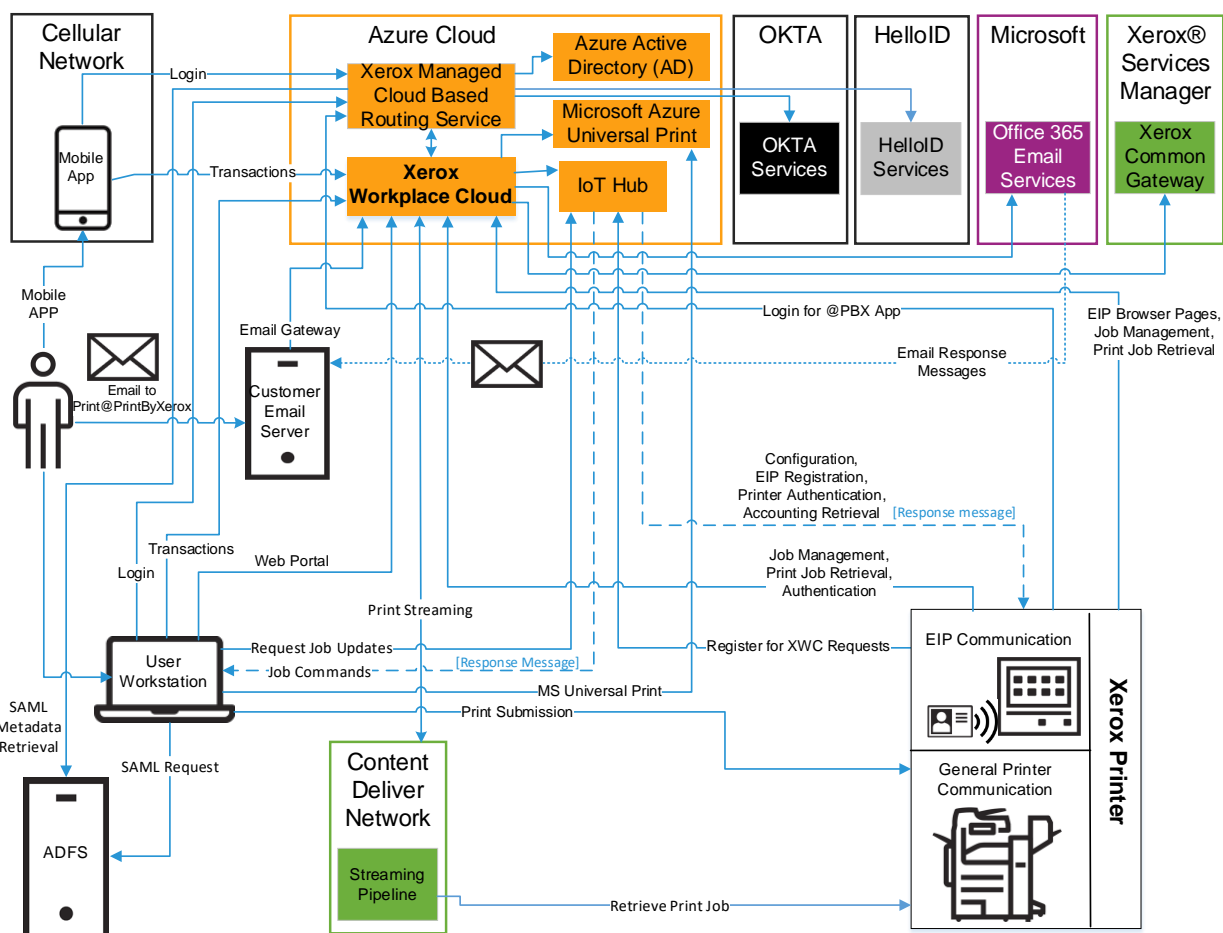 Cellular
Network
Azure Cloud
OKTA
HelloID
Microsoft
Xerox®
Services
Manager
Login
Xerox Managed
Cloud Based
Routing Service
Azure Active
Directory (AD)
Microsoft Azure
Universal Print
Mobile
App
Transactions
Xerox
Workplace Cloud
IoT Hub
OKTA
Services
HelloID
Services
Office 365
Email
Services
Xerox
Common
Gateway
Mobile
APP
Email Gateway
Login for @PBX App
EIP Browser Pages,
Job Management,
Print Job Retrieval
Email to
Print@PrintByXerox
Customer
Email
Server
Email Response
Messages
Configuration,
EIP Registration,
Printer Authentication,
Accounting Retrieval
[Response message]
Transactions
Login
Web Portal
Print Streaming
Job Management,
Print Job Retrieval,
Authentication
User
Workstation
Request Job Updates
Job Commands
[Response Message]
MS Universal Print
Print Submission
Register for XWC Requests
EIP Communication
Xerox Printer
SAML
Metadata
Retrieval
SAML Request
ADFS
Content
Deliver
Network
Streaming
Pipeline
Retrieve Print Job
General Printer
Communication